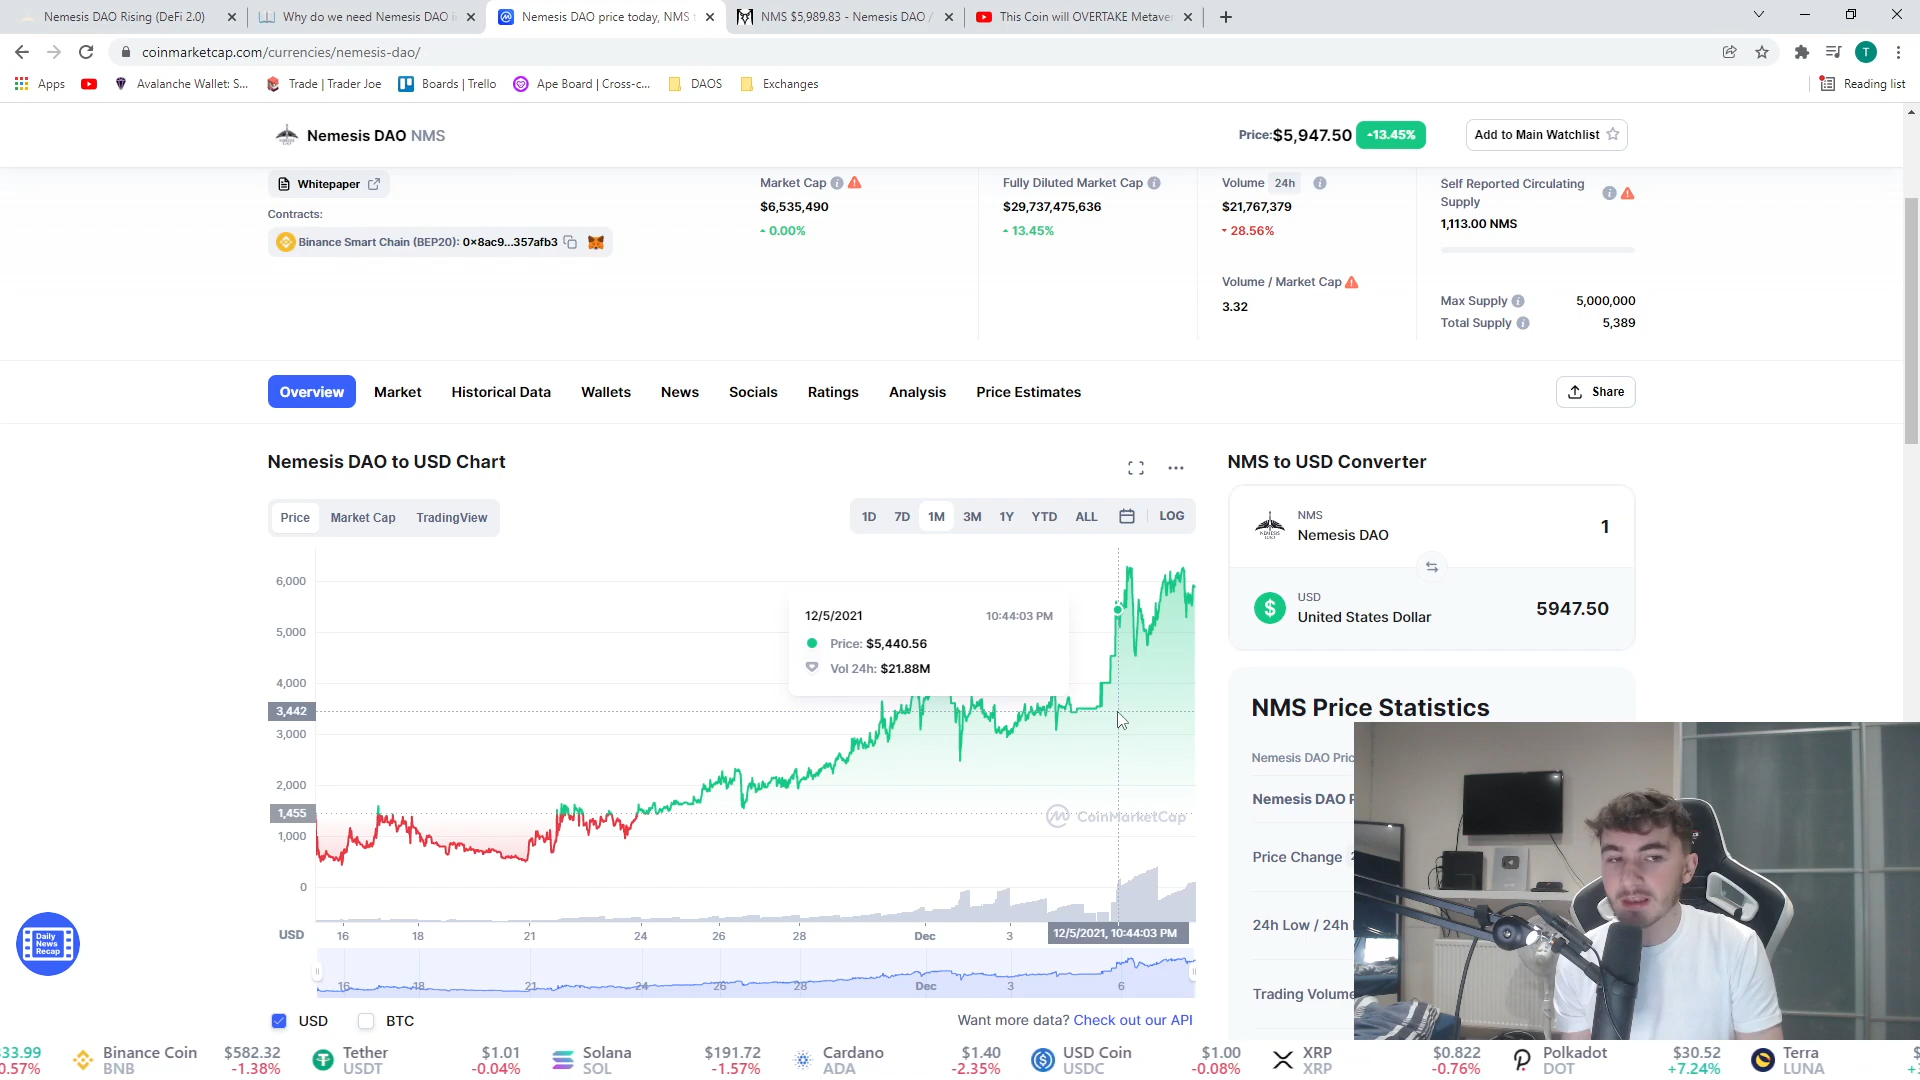 Nemesis DAO Rising (DeFi 2.0)
Why do we need Nemesis DAO i
Nemesis DAO price today, NMS t
NMS $5,989.83 - Nemesis DAO /
This Coin will OVERTAKE Metaver
coinmarketcap.com/currencies/nemesis-dao/
T
Apps
Avalanche Wallet: S...
Trade | Trader Joe
Boards | Trello
Ape Board | Cross-c...
DAOS
Exchanges
Reading list
Nemesis DAO NMS
Price:$5,947.50
13.45%
Add to Main Watchlist
Whitepaper
Contracts:
Binance Smart Chain (BEP20): 0x8ac9...357afb3
Market Cap
$6,535,490
0.00%
Fully Diluted Market Cap
$29,737,475,636
13.45%
Volume 24h
$21,767,379
28.56%
Volume / Market Cap
3.32
Self Reported Circulating
Supply
1,113.00 NMS
Max Supply 5,000,000
Total Supply 5,389
Overview
Market
Historical Data
Wallets
News
Socials
Ratings
Analysis
Price Estimates
Share
Nemesis DAO to USD Chart
Price
Market Cap
TradingView
1D 7D 1M 3M 1Y YTD ALL LOG
6,000
5,000
4,000
3,442
3,000
2,000
1,455
1,000
0
12/5/2021 10:44:03 PM
Price: $5,440.56
Vol 24h: $21.88M
CoinMarketCap
USD
16 18 21 24 26 28 Dec 3
12/5/2021, 10:44:03 PM
16 18 21 24 26 28 Dec 3 6
USD
BTC
Want more data? Check out our API
NMS to USD Converter
NMS
Nemesis DAO
1
USD
United States Dollar
5947.50
NMS Price Statistics
Nemesis DAO Pric
Nemesis DAO P
Price Change
24h Low / 24h
Trading Volume
Daily
News
Recap
33.99
0.57%
Binance Coin $582.32
BNB -1.38%
Tether $1.01
USDT -0.04%
Solana $191.72
SOL -1.57%
Cardano $1.40
ADA -2.35%
USD Coin $1.00
USDC -0.08%
XRP $0.822
XRP -0.76%
Polkadot $30.52
DOT +7.24%
Terra
LUNA